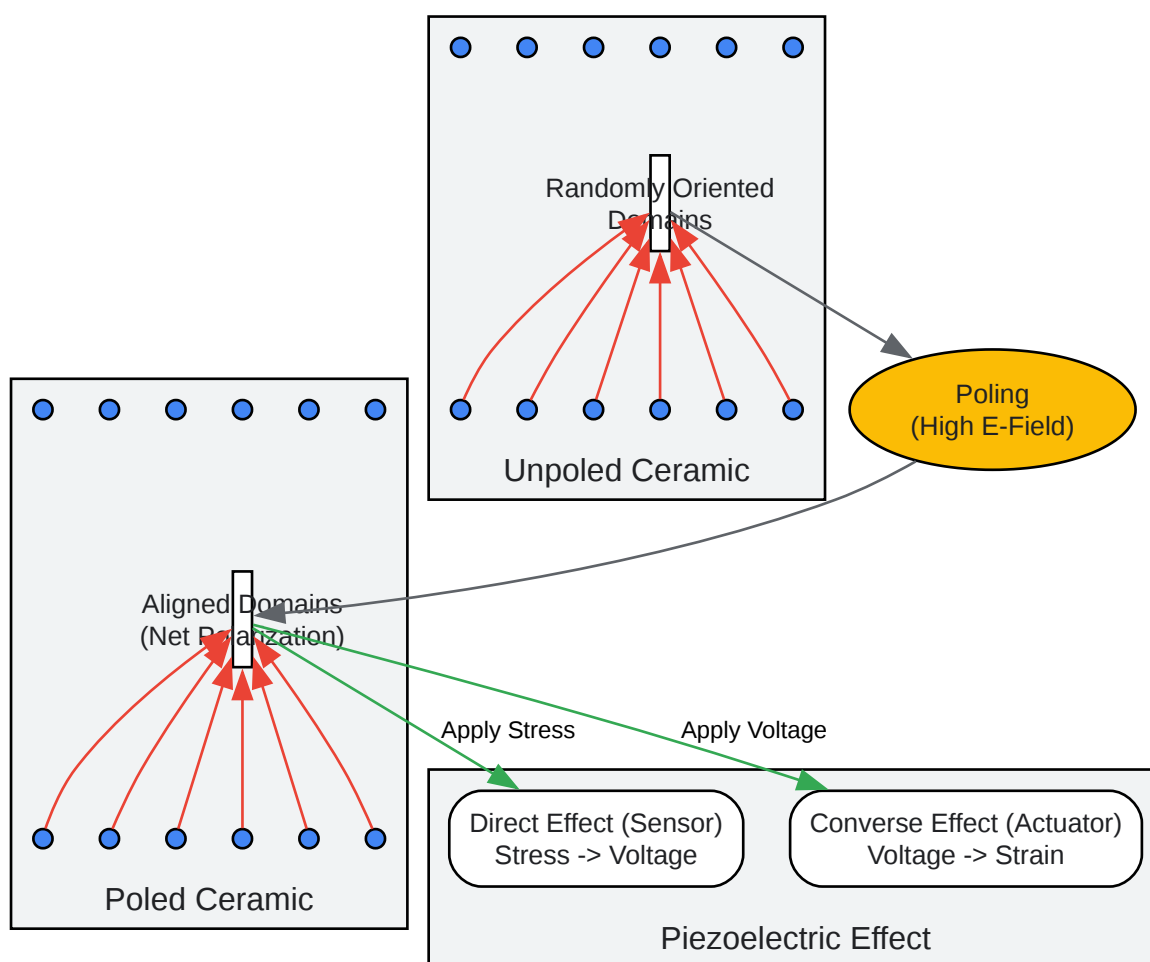 Randomly Oriented
Domains
Poling
(High E-Field)
Unpoled Ceramic
Aligned Domains
(Net Polarization)
Apply Stress
Apply Voltage
Direct Effect (Sensor)
Stress -> Voltage
Converse Effect (Actuator)
Voltage -> Strain
Poled Ceramic
Piezoelectric Effect